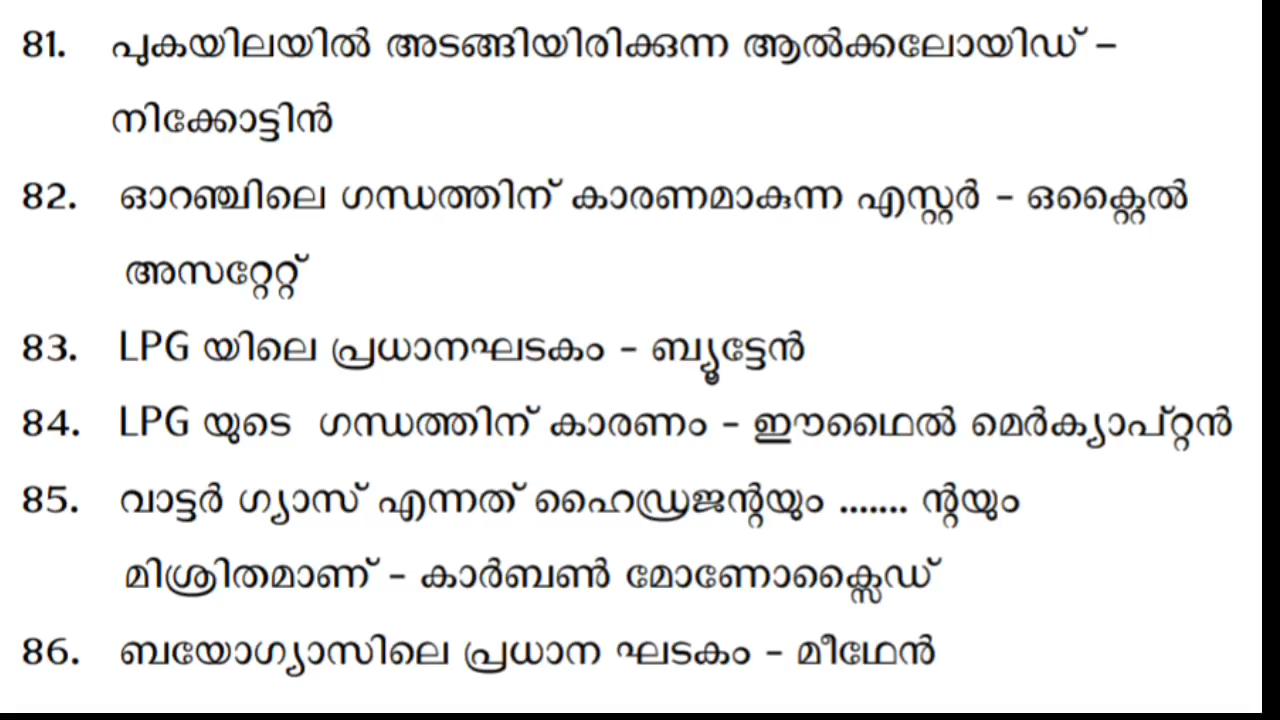 81. പുകയിലയിൽ അടങ്ങിയിരിക്കുന്ന ആൽക്കലോയിഡ് –
നിക്കോട്ടിൻ
82. ഓറഞ്ചിലെ ഗന്ധത്തിന് കാരണമാകുന്ന എസ്റ്റർ - ഒക്റ്റൈൽ
അസറ്റേറ്റ്
83. LPG യിലെ പ്രധാനഘടകം - ബ്യൂട്ടേൻ
84. LPG യുടെ ഗന്ധത്തിന് കാരണം - ഈഥൈൽ മെർക്യാപ്റ്റൻ
85. വാട്ടർ ഗ്യാസ് എന്നത് ഹൈഡ്രജന്റയും ....... ന്റയും
മിശ്രിതമാണ് - കാർബൺ മോണോക്സൈഡ്
86. ബയോഗ്യാസിലെ പ്രധാന ഘടകം - മീഥേൻ